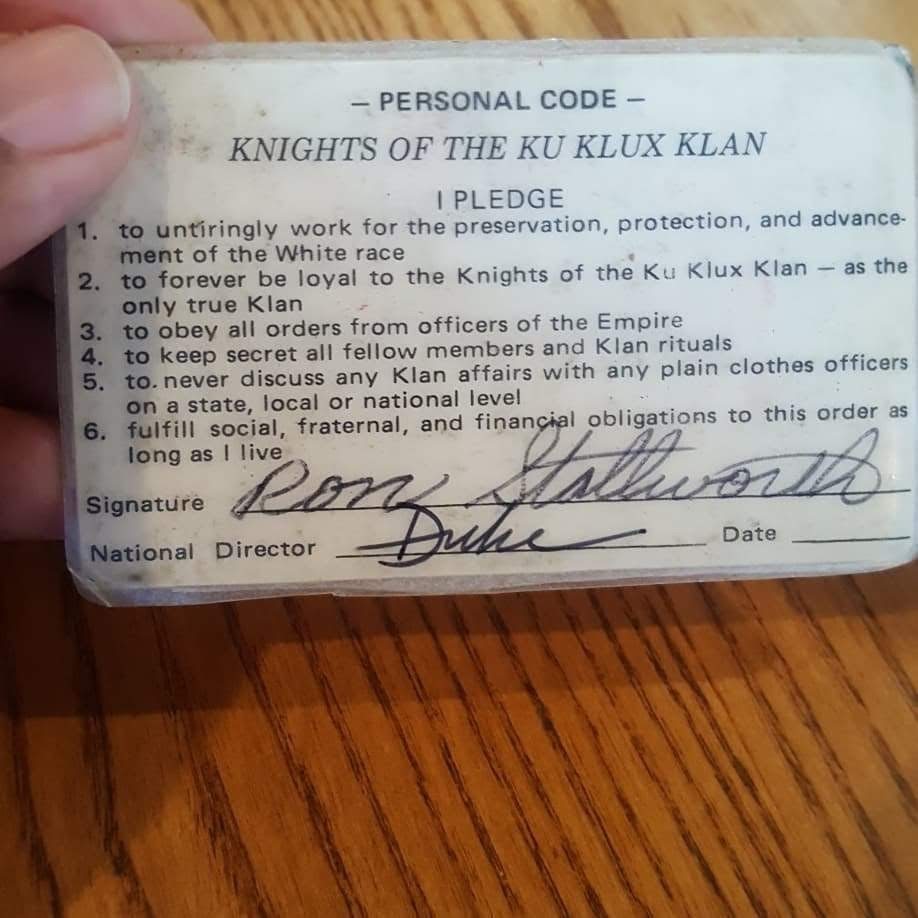 – PERSONAL CODE –
KNIGHTS OF THE KU KLUX KLAN
I PLEDGE
1. to untiringly work for the preservation, protection, and advance-
ment of the White race
2. to forever be loyal to the Knights of the Ku Klux Klan – as the
only true Klan
3. to obey all orders from officers of the Empire
4. to keep secret all fellow members and Klan rituals
5. to. never discuss any Klan affairs with any plain clothes officers
on a state, local or national level
6. fulfill social, fraternal, and financial obligations to this order as
long as I live
Signature Ron Stallworth
National Director Duke Date